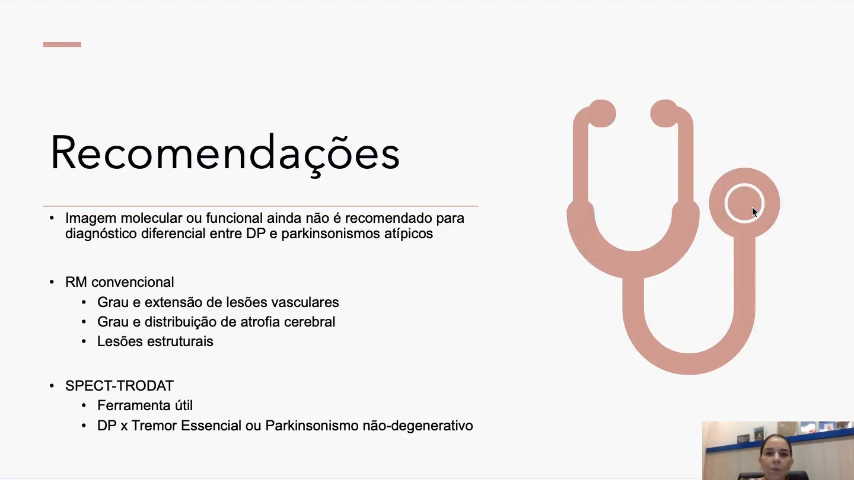 Recomendações
• Imagem molecular ou funcional ainda não é recomendado para
diagnóstico diferencial entre DP e parkinsonismos atípicos
• RM convencional
• Grau e extensão de lesões vasculares
• Grau e distribuição de atrofia cerebral
• Lesões estruturais
• SPECT-TRODAT
• Ferramenta útil
• DP x Tremor Essencial ou Parkinsonismo não-degenerativo